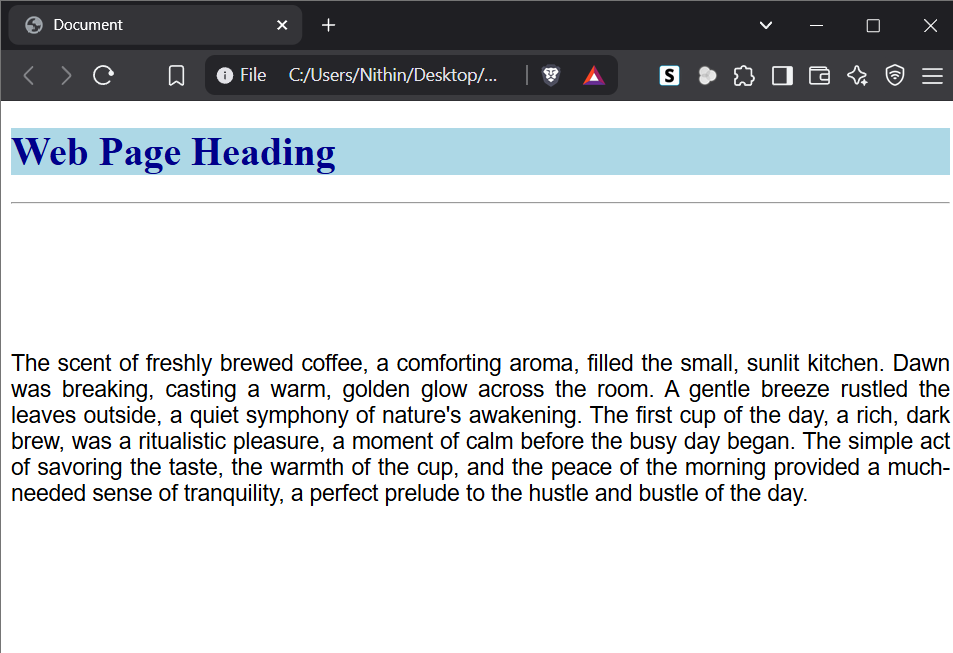 Document
File C:/Users/Nithin/Desktop/...
S
Web Page Heading
The scent of freshly brewed coffee, a comforting aroma, filled the small, sunlit kitchen. Dawn
was breaking, casting a warm, golden glow across the room. A gentle breeze rustled the
leaves outside, a quiet symphony of nature's awakening. The first cup of the day, a rich, dark
brew, was a ritualistic pleasure, a moment of calm before the busy day began. The simple act
of savoring the taste, the warmth of the cup, and the peace of the morning provided a much-
needed sense of tranquility, a perfect prelude to the hustle and bustle of the day.